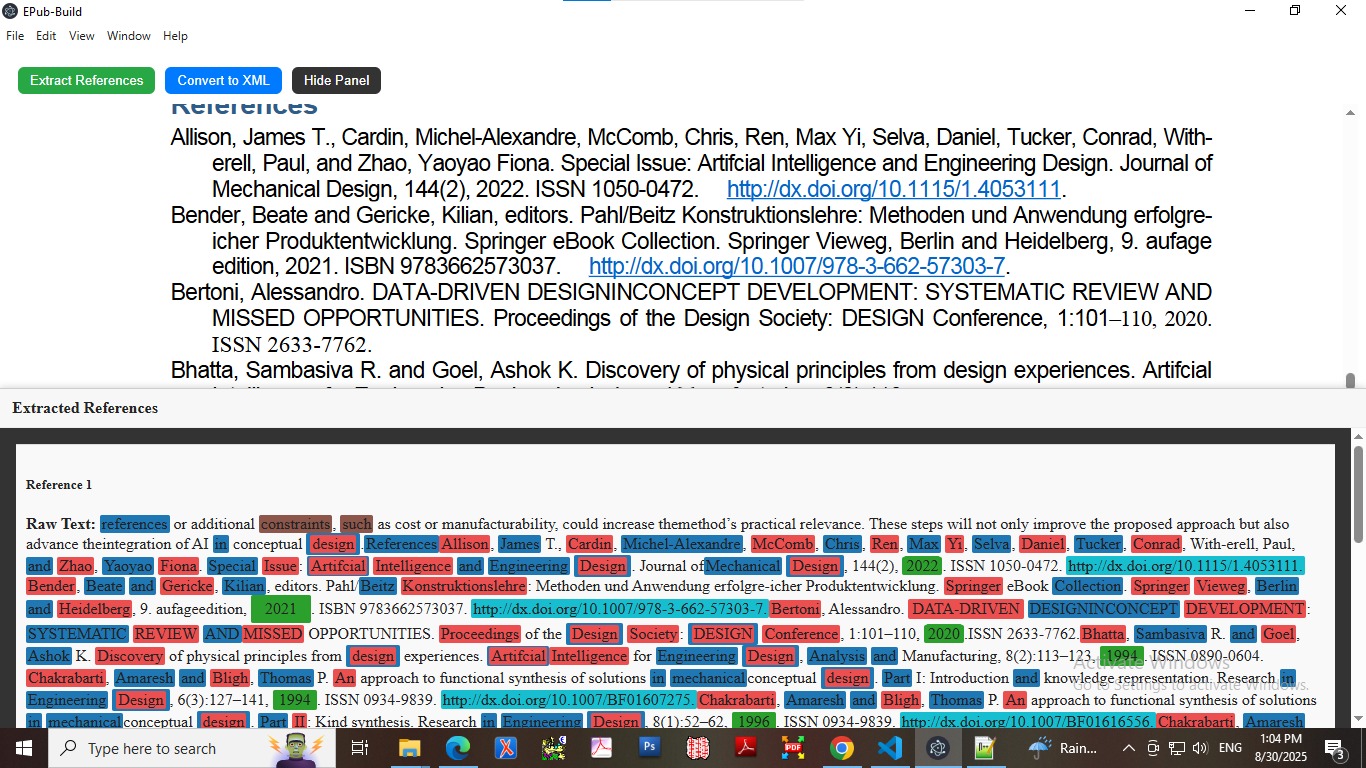 EPub-Build
File Edit View Window Help
Extract References Convert to XML Hide Panel
References
Allison, James T., Cardin, Michel-Alexandre, McComb, Chris, Ren, Max Yi, Selva, Daniel, Tucker, Conrad, With-
erell, Paul, and Zhao, Yaoyao Fiona. Special Issue: Artifcial Intelligence and Engineering Design. Journal of
Mechanical Design, 144(2), 2022. ISSN 1050-0472. http://dx.doi.org/10.1115/1.4053111.
Bender, Beate and Gericke, Kilian, editors. Pahl/Beitz Konstruktionslehre: Methoden und Anwendung erfolgre-
icher Produktentwicklung. Springer eBook Collection. Springer Vieweg, Berlin and Heidelberg, 9. aufage
edition, 2021. ISBN 9783662573037. http://dx.doi.org/10.1007/978-3-662-57303-7.
Bertoni, Alessandro. DATA-DRIVEN DESIGNINCONCEPT DEVELOPMENT: SYSTEMATIC REVIEW AND
MISSED OPPORTUNITIES. Proceedings of the Design Society: DESIGN Conference, 1:101–110, 2020.
ISSN 2633-7762.
Bhatta, Sambasiva R. and Goel, Ashok K. Discovery of physical principles from design experiences. Artifcial
Extracted References
Reference 1
Raw Text: references or additional constraints, such as cost or manufacturability, could increase themethod's practical relevance. These steps will not only improve the proposed approach but also
advance theintegration of AI in conceptual design .References Allison, James T., Cardin, Michel-Alexandre, McComb, Chris, Ren, Max Yi, Selva, Daniel, Tucker, Conrad, With-erell, Paul,
and Zhao, Yaoyao Fiona. Special Issue: Artifcial Intelligence and Engineering Design . Journal of Mechanical Design , 144(2), 2022 . ISSN 1050-0472. http://dx.doi.org/10.1115/1.4053111.
Bender, Beate and Gericke, Kilian, editors. Pahl/Beitz Konstruktionslehre: Methoden und Anwendung erfolgre-icher Produktentwicklung. Springer eBook Collection. Springer Vieweg, Berlin
and Heidelberg, 9. aufageedition, 2021 . ISBN 9783662573037. http://dx.doi.org/10.1007/978-3-662-57303-7. Bertoni, Alessandro. DATA-DRIVEN DESIGNINCONCEPT DEVELOPMENT:
SYSTEMATIC REVIEW AND MISSED OPPORTUNITIES. Proceedings of the Design Society: DESIGN Conference, 1:101–110, 2020 .ISSN 2633-7762. Bhatta, Sambasiva R. and Goel,
Ashok K. Discovery of physical principles from design experiences. Artifcial Intelligence for Engineering Design , Analysis and Manufacturing, 8(2):113–123, 1994 . ISSN 0890-0604.
Chakrabarti, Amaresh and Bligh, Thomas P. An approach to functional synthesis of solutions in mechanical conceptual design . Part I: Introduction and knowledge representation. Research in
Engineering Design , 6(3):127–141, 1994 . ISSN 0934-9839. http://dx.doi.org/10.1007/BF01607275. Chakrabarti, Amaresh and Bligh, Thomas P. An approach to functional synthesis of solutions
in mechanical conceptual design . Part II: Kind synthesis. Research in Engineering Design , 8(1):52–62, 1996 . ISSN 0934-9839. http://dx.doi.org/10.1007/BF01616556. Chakrabarti, Amaresh
Activate Windows
Go to Settings to activate Windows.
Type here to search
Rain...
ENG
1:04 PM
8/30/2025
3